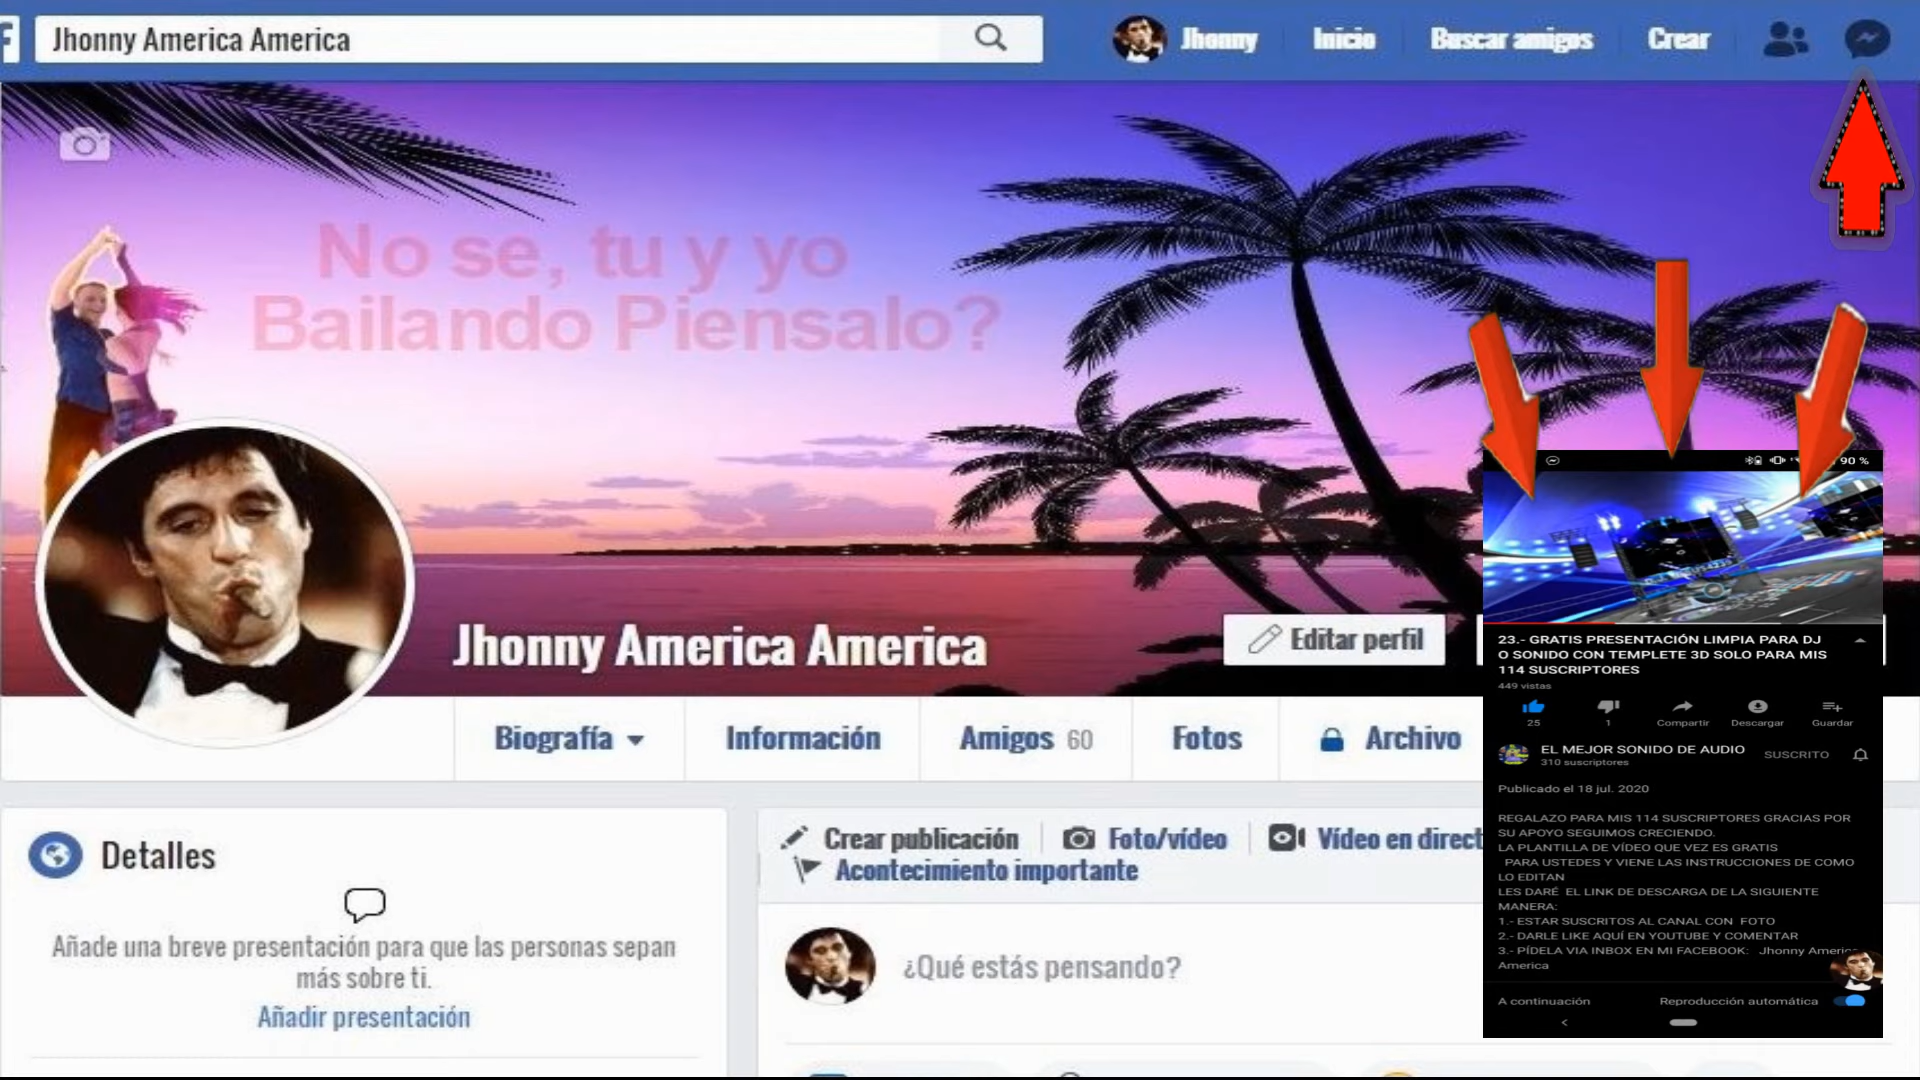 f
Jhonny America America
Jhonny
Inicio
Buscar amigos
Crear
No se, tu y yo
Bailando Piensalo?
Jhonny America America
Editar perfil
Biografía
Información
Amigos 60
Fotos
Archivo
Detalles
Añade una breve presentación para que las personas sepan
más sobre ti.
Añadir presentación
Crear publicación
Foto/vídeo
Vídeo en direct
Acontecimiento importante
¿Qué estás pensando?
90 %
23.- GRATIS PRESENTACIÓN LIMPIA PARA DJ
O SONIDO CON TEMPLETE 3D SOLO PARA MIS
114 SUSCRIPTORES
449 vistas
25
1
Compartir
Descargar
Guardar
EL MEJOR SONIDO DE AUDIO
310 suscriptores
SUSCRITO
Publicado el 18 jul. 2020
REGALAZO PARA MIS 114 SUSCRIPTORES GRACIAS POR
SU APOYO SEGUIMOS CRECIENDO.
LA PLANTILLA DE VÍDEO QUE VEZ ES GRATIS
PARA USTEDES Y VIENE LAS INSTRUCCIONES DE COMO
LO EDITAN
LES DARÉ EL LINK DE DESCARGA DE LA SIGUIENTE
MANERA:
1.- ESTAR SUSCRITOS AL CANAL CON FOTO
2.- DARLE LIKE AQUÍ EN YOUTUBE Y COMENTAR
3.- PÍDELA VIA INBOX EN MI FACEBOOK: Jhonny America
America
A continuación
Reproducción automática